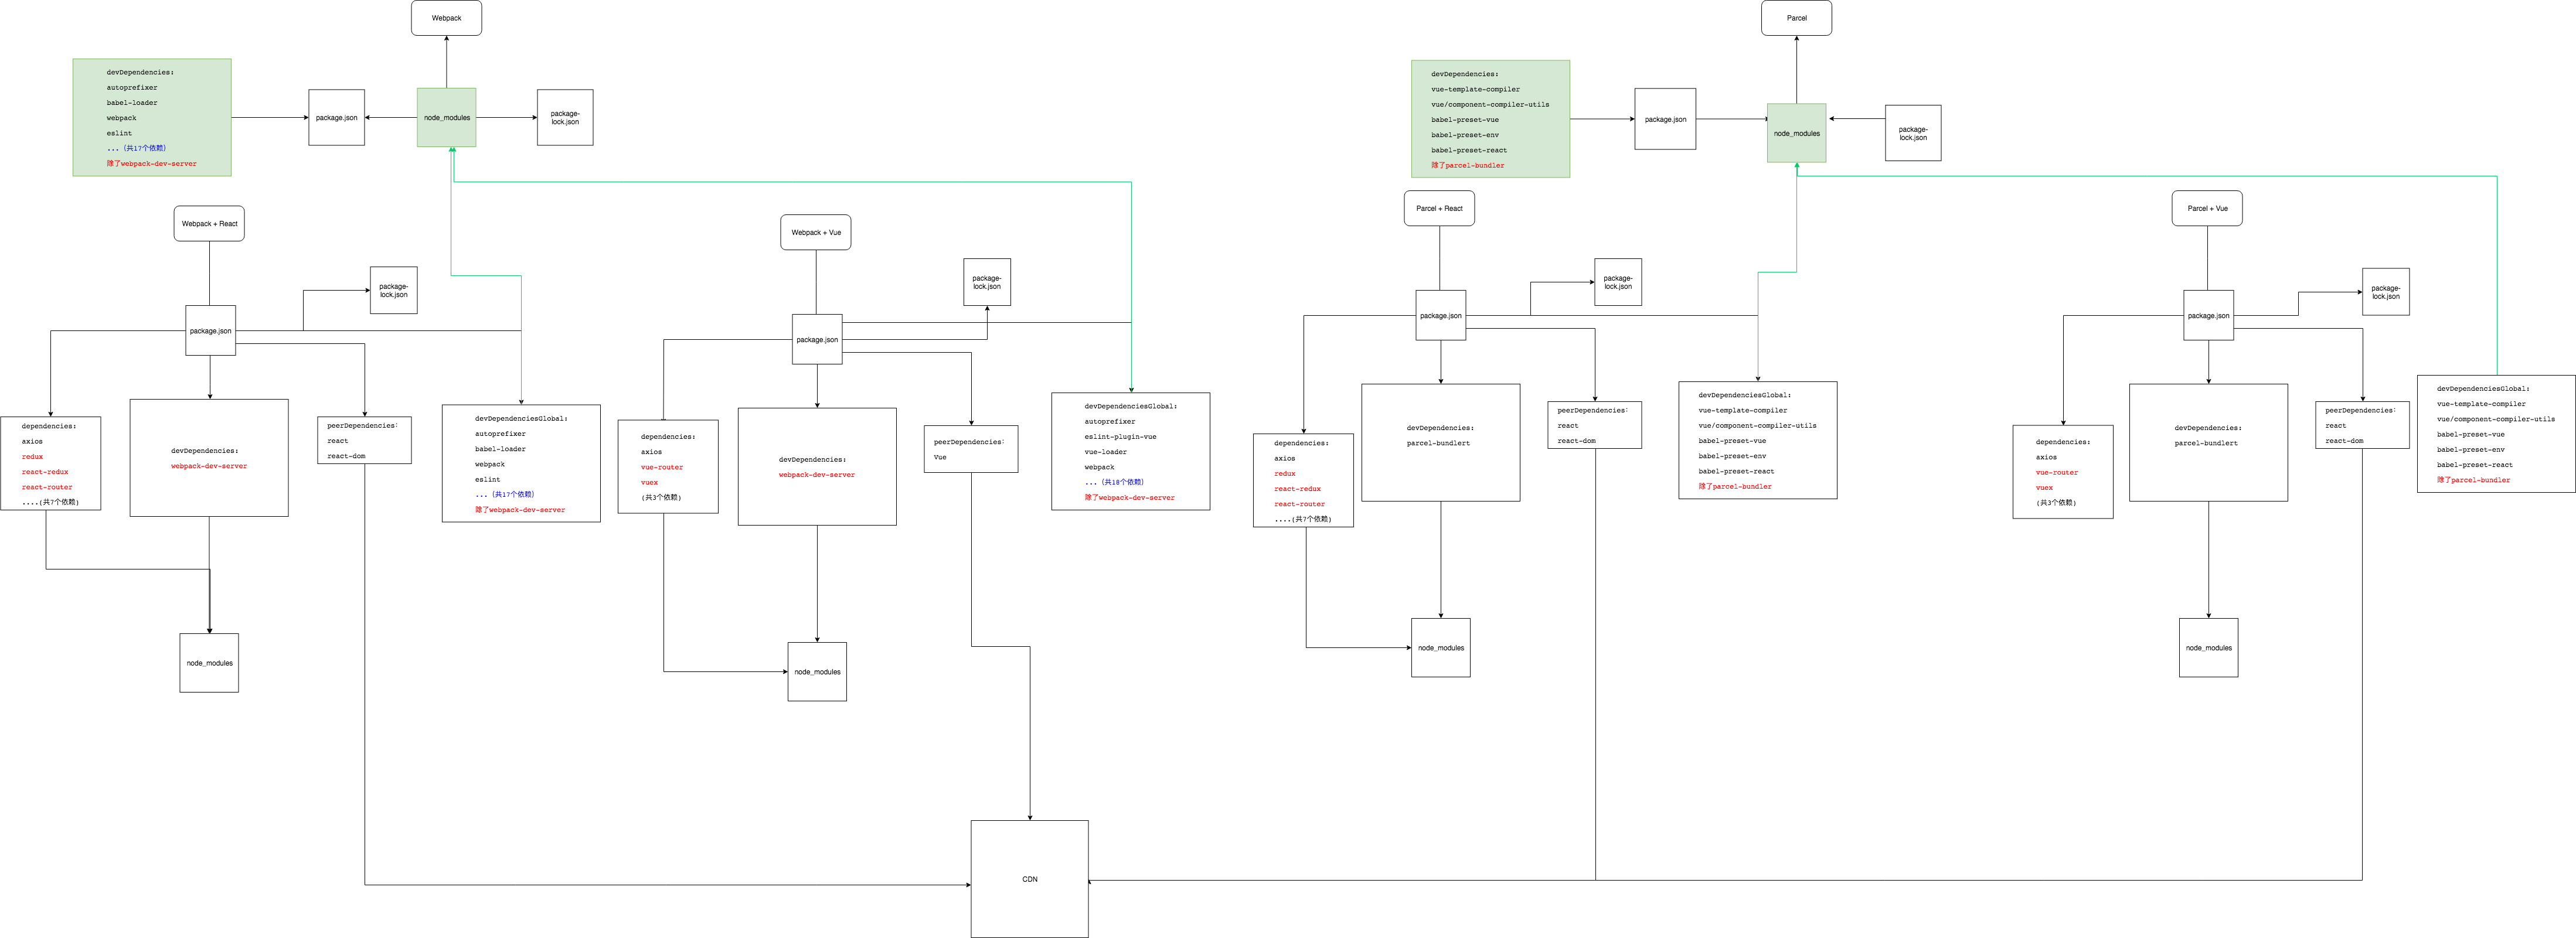 Webpack
devDependencies:
autoprefixer
babel-loader
webpack
eslint
... (共17个依赖)
除了webpack-dev-server
package.json
node_modules
package-
lock.json
Webpack + React
package-
lock.json
package.json
dependencies:
axios
redux
react-redux
react-router
....(共7个依赖)
devDependencies:
webpack-dev-server
peerDependencies:
react
react-dom
devDependenciesGlobal:
autoprefixer
babel-loader
webpack
eslint
... (共17个依赖)
除了webpack-dev-server
node_modules
Webpack + Vue
package-
lock.json
package.json
dependencies:
axios
vue-router
vuex
(共3个依赖)
devDependencies:
webpack-dev-server
peerDependencies:
Vue
devDependenciesGlobal:
autoprefixer
eslint-plugin-vue
vue-loader
webpack
... (共18个依赖)
除了webpack-dev-server
node_modules
CDN
Parcel
devDependencies:
vue-template-compiler
vue/component-compiler-utils
babel-preset-vue
babel-preset-env
babel-preset-react
除了parcel-bundler
package.json
node_modules
package-
lock.json
Parcel + React
package-
lock.json
package.json
dependencies:
axios
redux
react-redux
react-router
....(共7个依赖)
devDependencies:
parcel-bundlert
peerDependencies:
react
react-dom
devDependenciesGlobal:
vue-template-compiler
vue/component-compiler-utils
babel-preset-vue
babel-preset-env
babel-preset-react
除了parcel-bundler
node_modules
Parcel + Vue
package-
lock.json
package.json
dependencies:
axios
vue-router
vuex
(共3个依赖)
devDependencies:
parcel-bundlert
peerDependencies:
react
react-dom
devDependenciesGlobal:
vue-template-compiler
vue/component-compiler-utils
babel-preset-vue
babel-preset-env
babel-preset-react
除了parcel-bundler
node_modules